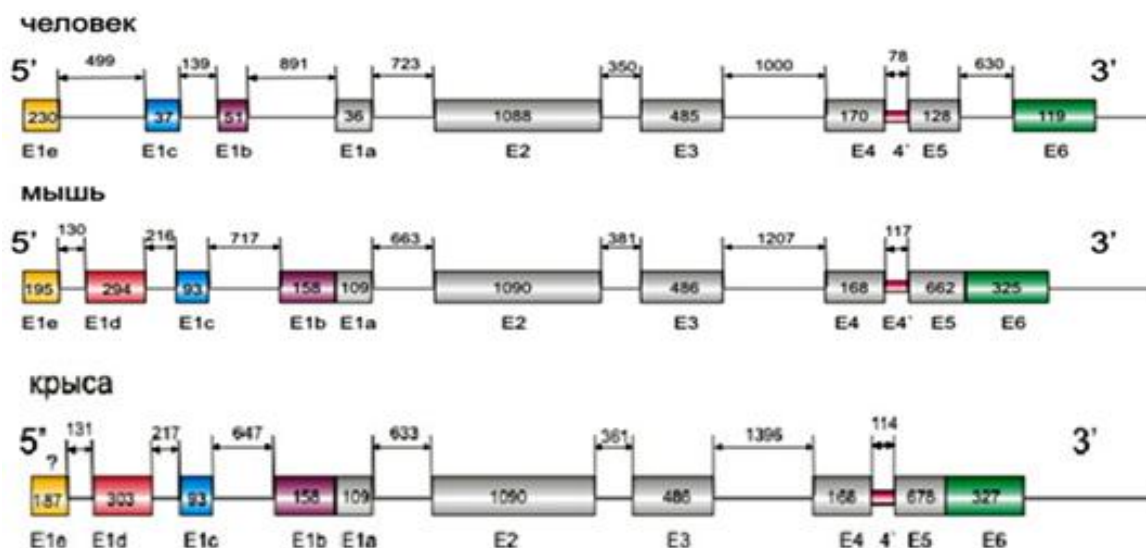 человек
499 139 891 723 350 1000 78 630
5' 3'
230 37 51 36 1088 485 170 128 119
E1e E1c E1b E1a E2 E3 E4 4` E5 E6
мышь
130 216 717 663 381 1207 117
5' 3'
195 294 93 158 109 1090 486 168 662 325
E1e E1d E1c E1b E1a E2 E3 E4 E4` E5 E6
крыса
131 217 647 633 361 1396 114
5" 3'
?
187 303 93 158 109 1090 486 168 678 327
E1e E1d E1c E1b E1a E2 E3 E4 4` E5 E6